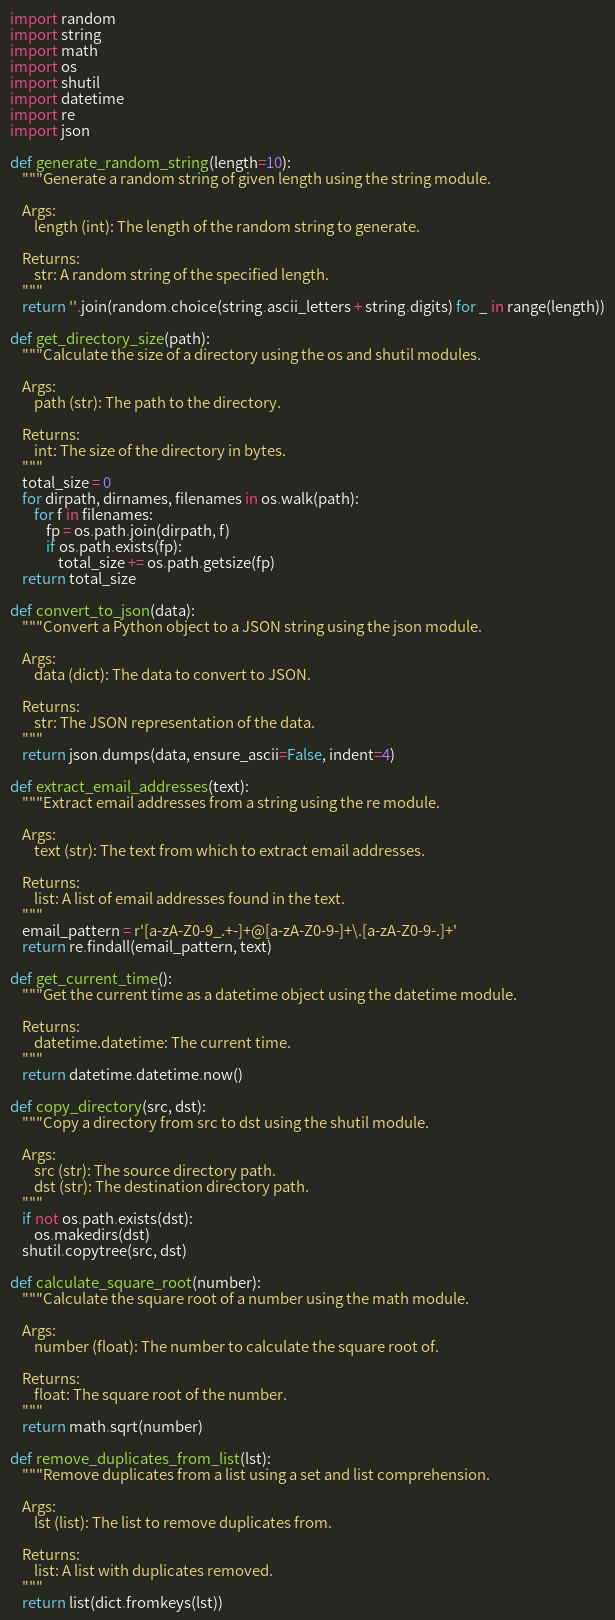 import random
import string
import math
import os
import shutil
import datetime
import re
import json

def generate_random_string(length=10):
    """Generate a random string of given length using the string module.

    Args:
        length (int): The length of the random string to generate.

    Returns:
        str: A random string of the specified length.
    """
    return ''.join(random.choice(string.ascii_letters + string.digits) for _ in range(length))

def get_directory_size(path):
    """Calculate the size of a directory using the os and shutil modules.

    Args:
        path (str): The path to the directory.

    Returns:
        int: The size of the directory in bytes.
    """
    total_size = 0
    for dirpath, dirnames, filenames in os.walk(path):
        for f in filenames:
            fp = os.path.join(dirpath, f)
            if os.path.exists(fp):
                total_size += os.path.getsize(fp)
    return total_size

def convert_to_json(data):
    """Convert a Python object to a JSON string using the json module.

    Args:
        data (dict): The data to convert to JSON.

    Returns:
        str: The JSON representation of the data.
    """
    return json.dumps(data, ensure_ascii=False, indent=4)

def extract_email_addresses(text):
    """Extract email addresses from a string using the re module.

    Args:
        text (str): The text from which to extract email addresses.

    Returns:
        list: A list of email addresses found in the text.
    """
    email_pattern = r'[a-zA-Z0-9_.+-]+@[a-zA-Z0-9-]+\.[a-zA-Z0-9-.]+'
    return re.findall(email_pattern, text)

def get_current_time():
    """Get the current time as a datetime object using the datetime module.

    Returns:
        datetime.datetime: The current time.
    """
    return datetime.datetime.now()

def copy_directory(src, dst):
    """Copy a directory from src to dst using the shutil module.

    Args:
        src (str): The source directory path.
        dst (str): The destination directory path.
    """
    if not os.path.exists(dst):
        os.makedirs(dst)
    shutil.copytree(src, dst)

def calculate_square_root(number):
    """Calculate the square root of a number using the math module.

    Args:
        number (float): The number to calculate the square root of.

    Returns:
        float: The square root of the number.
    """
    return math.sqrt(number)

def remove_duplicates_from_list(lst):
    """Remove duplicates from a list using a set and list comprehension.

    Args:
        lst (list): The list to remove duplicates from.

    Returns:
        list: A list with duplicates removed.
    """
    return list(dict.fromkeys(lst))